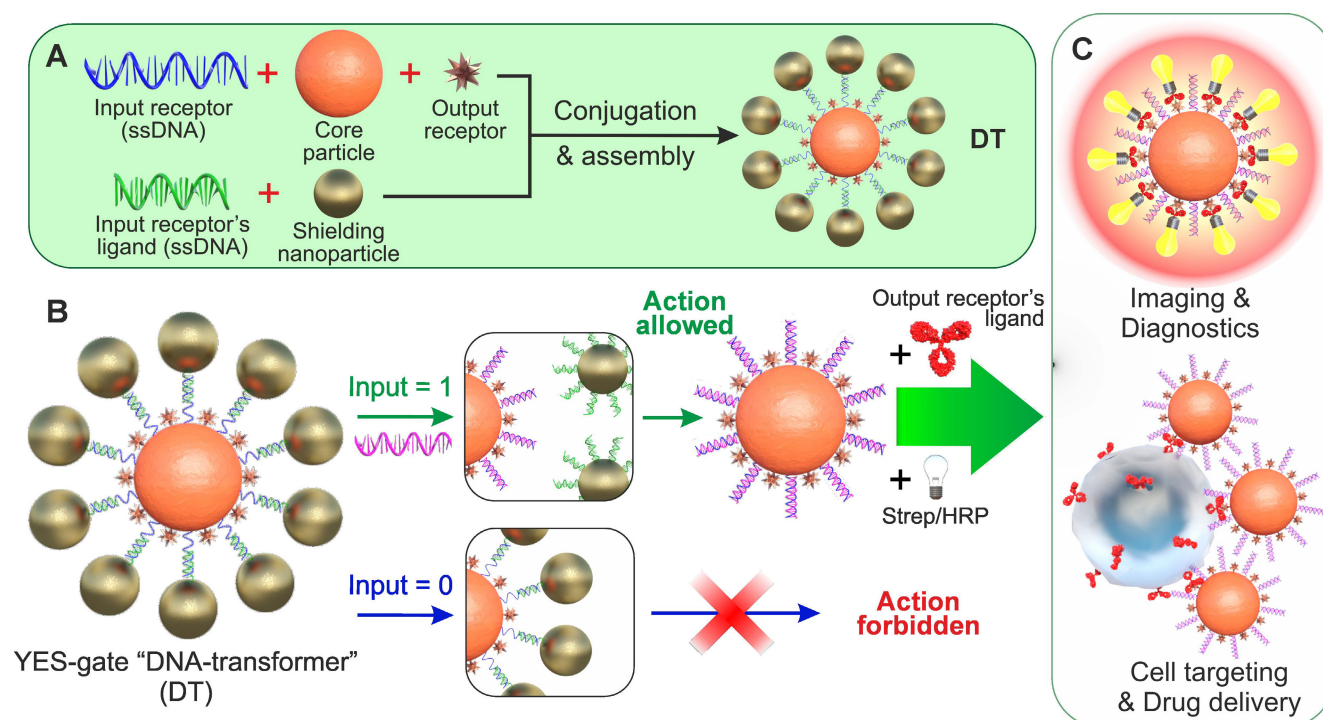 A
Input receptor
(ssDNA)
+
Core
particle
+
Output
receptor
Input receptor's
ligand (ssDNA)
+
Shielding
nanoparticle
Conjugation
& assembly
DT
B
YES-gate “DNA-transformer”
(DT)
Input = 1
Action
allowed
Output receptor's
ligand
+
+
Strep/HRP
Input = 0
Action
forbidden
C
Imaging &
Diagnostics
Cell targeting
& Drug delivery